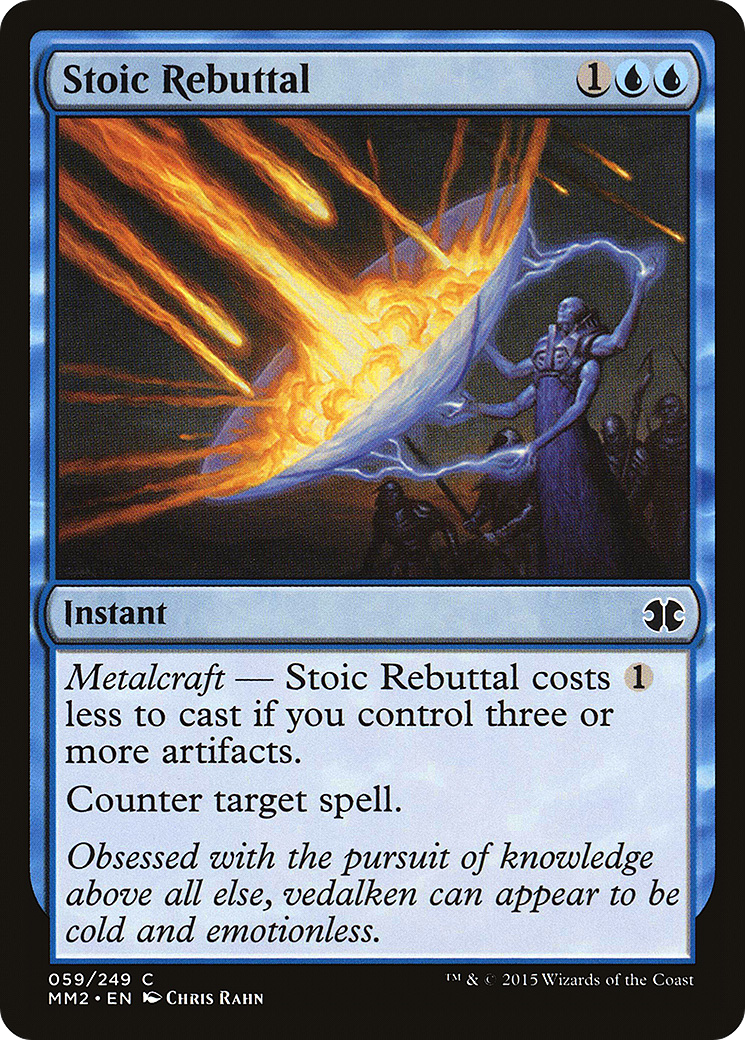 Stoic Rebuttal 1
Instant
Metalcraft — Stoic Rebuttal costs 1
less to cast if you control three or
more artifacts.
Counter target spell.
Obsessed with the pursuit of knowledge
above all else, vedalken can appear to be
cold and emotionless.
059/249 C
MM2 • EN Chris Rahn
™ & © 2015 Wizards of the Coast